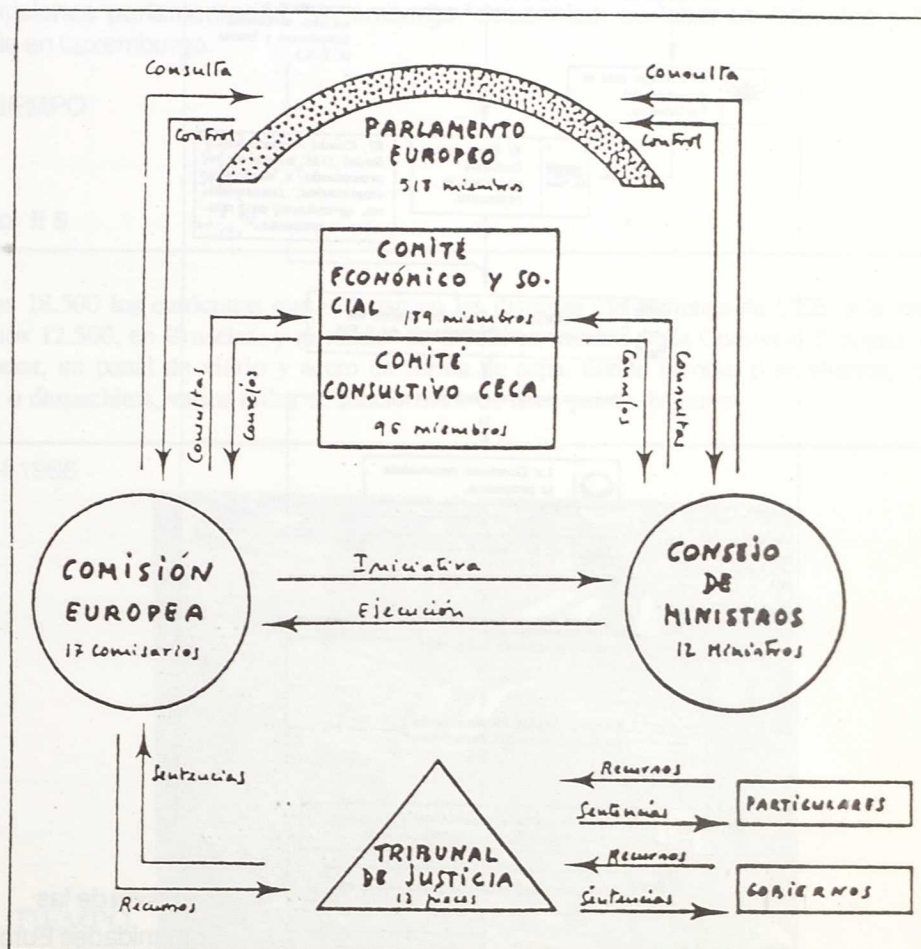 Consulta
Control
PARLAMENTO
EUROPEO
518 miembros
Consulta
Control
COMITÉ
ECONÓMICO Y SO-
CIAL 189 miembros
COMITÉ
CONSULTIVO CECA
96 miembros
Consultas
Consejos
Consejos
Consultas
COMISIÓN
EUROPEA
17 Comisarios
Iniciativa
Ejecución
CONSEJO
DE
MINISTROS
12 Ministros
Sentencias
Recursos
TRIBUNAL
DE JUSTICIA
13
Recursos
Sentencias
PARTICULARES
Recursos
Sentencias
GOBIERNOS